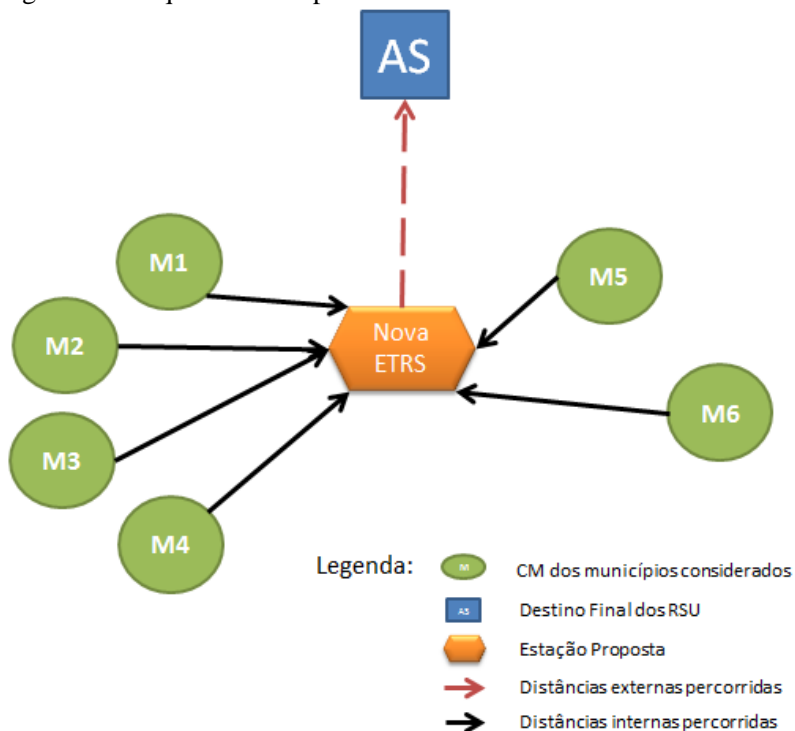 AS
M1
M5
Nova
ETRS
M2
M6
M3
M4
Legenda:
M CM dos municípios considerados
AS Destino Final dos RSU
Estação Proposta
Distâncias externas percorridas
Distâncias internas percorridas